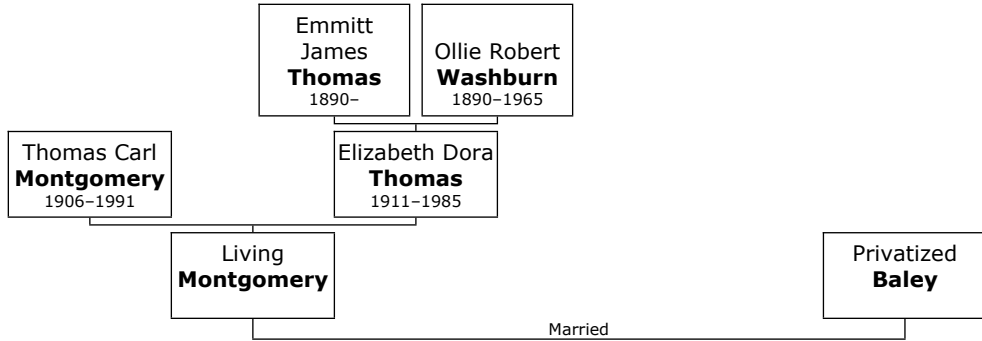 Emmitt
James
Thomas
1890–
Ollie Robert
Washburn
1890–1965
Thomas Carl
Montgomery
1906–1991
Elizabeth Dora
Thomas
1911–1985
Living
Montgomery
Privatized
Baley
Married